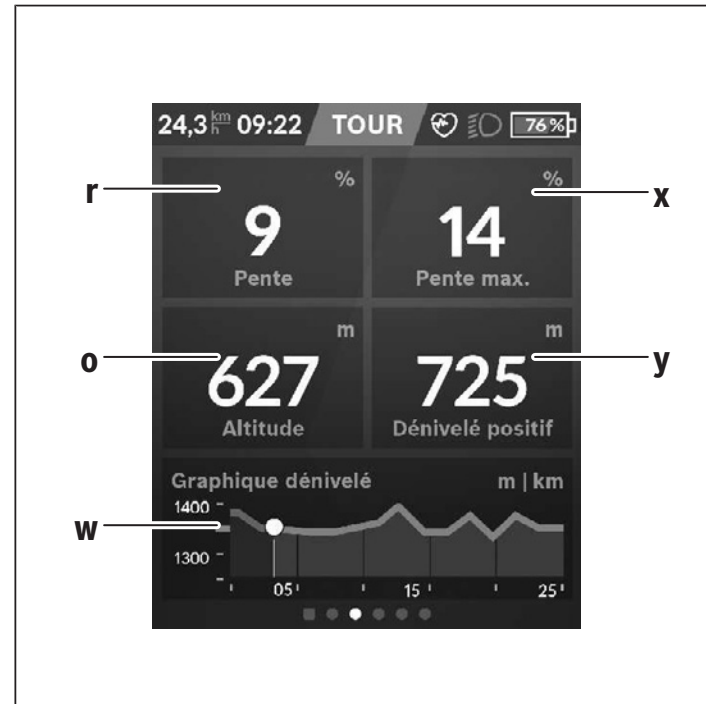 24,3 km/h 09:22 TOUR 76%
r % % x
9 14
Pente Pente max.
o m m y
627 725
Altitude Dénivelé positif
Graphique dénivelé m | km
w 1400
1300
05 15 25